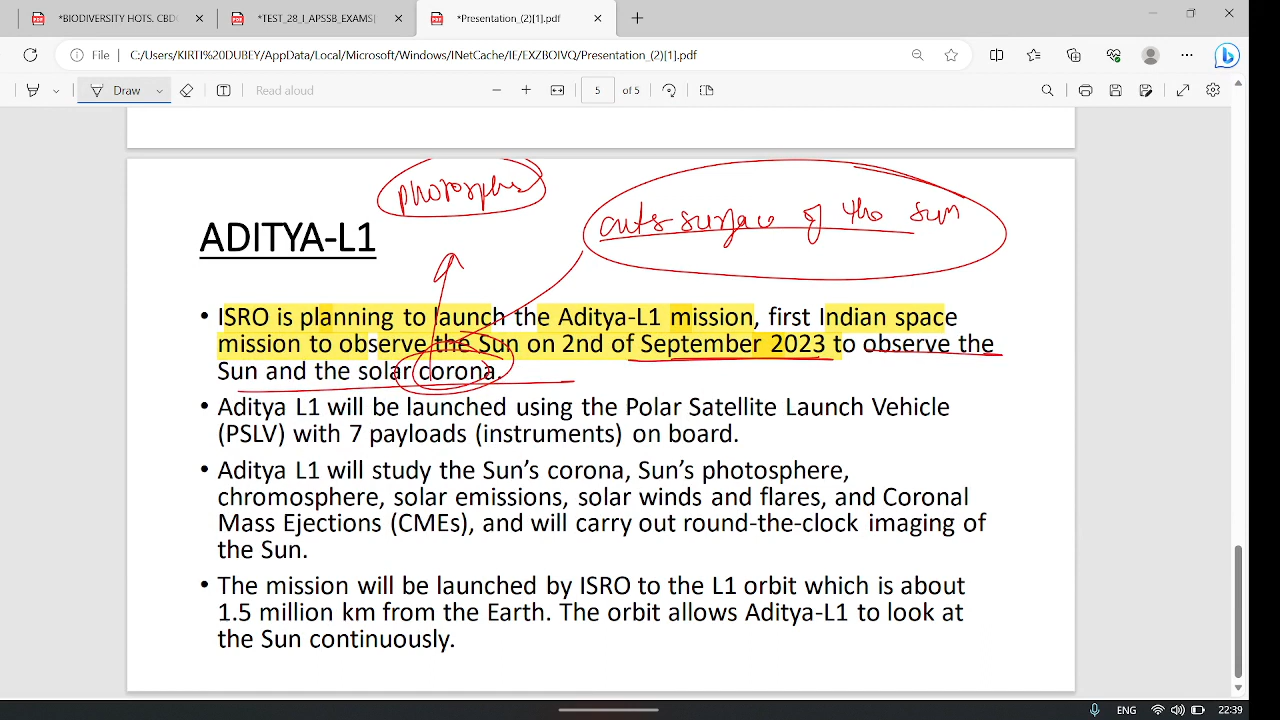 *BIODIVERSITY HOTS. CBD
*TEST_28_I_APSSB_EXAMS|
*Presentation_(2)[1].pdf
File
C:/Users/KIRTI%20DUBEY/AppData/Local/Microsoft/Windows/INetCache/IE/EXZBOIVQ/Presentation_(2)[1].pdf
Draw
Read aloud
5 of 5
photosphe
surface of the sun
ADITYA-L1
• ISRO is planning to launch the Aditya-L1 mission, first Indian space
mission to observe the Sun on 2nd of September 2023 to observe the
Sun and the solar corona.
• Aditya L1 will be launched using the Polar Satellite Launch Vehicle
(PSLV) with 7 payloads (instruments) on board.
• Aditya L1 will study the Sun’s corona, Sun’s photosphere,
chromosphere, solar emissions, solar winds and flares, and Coronal
Mass Ejections (CMEs), and will carry out round-the-clock imaging of
the Sun.
• The mission will be launched by ISRO to the L1 orbit which is about
1.5 million km from the Earth. The orbit allows Aditya-L1 to look at
the Sun continuously.
ENG
22:39